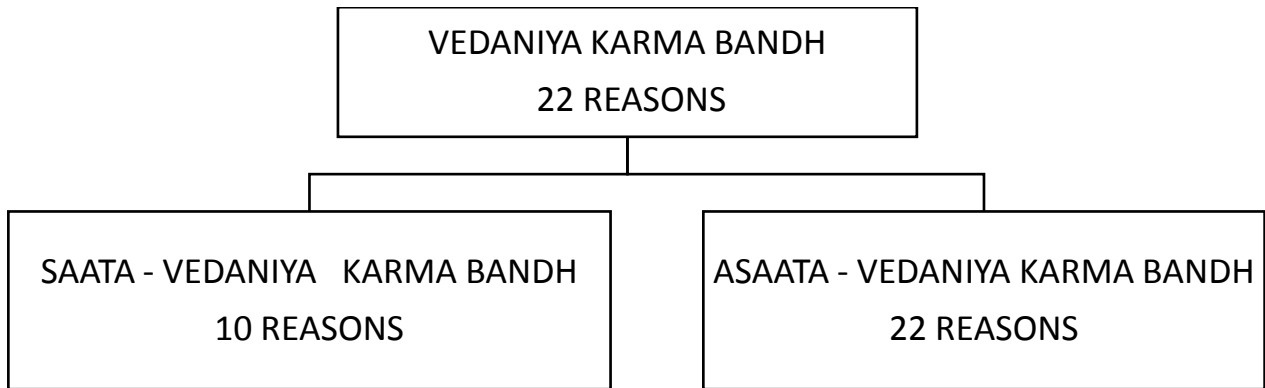 VEDANIYA KARMA BANDH
22 REASONS
SAATA - VEDANIYA KARMA BANDH
10 REASONS
ASAATA - VEDANIYA KARMA BANDH
22 REASONS